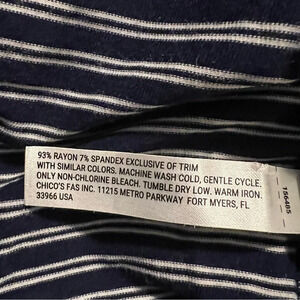 93% RAYON 7% SPANDEX EXCLUSIVE OF TRIM
WITH SIMILAR COLORS. MACHINE WASH COLD, GENTLE CYCLE.
ONLY NON-CHLORINE BLEACH. TUMBLE DRY LOW. WARM IRON.
CHICO'S FAS INC. 11215 METRO PARKWAY FORT MYERS, FL
33966 USA
156485